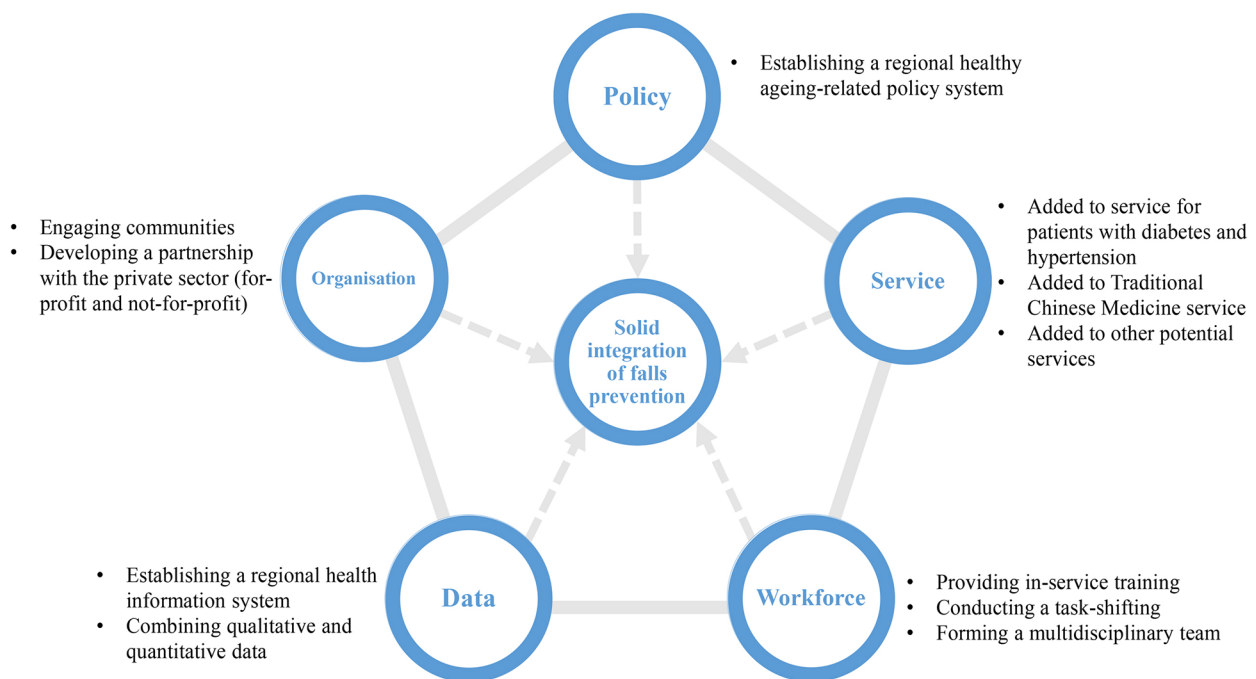 Policy
• Establishing a regional healthy
ageing-related policy system
• Engaging communities
• Developing a partnership
with the private sector (for-
profit and not-for-profit)
Organisation
Service
• Added to service for
patients with diabetes and
hypertension
• Added to Traditional
Chinese Medicine service
• Added to other potential
services
Solid
integration
of falls
prevention
• Establishing a regional health
information system
• Combining qualitative and
quantitative data
Data
Workforce
• Providing in-service training
• Conducting a task-shifting
• Forming a multidisciplinary team